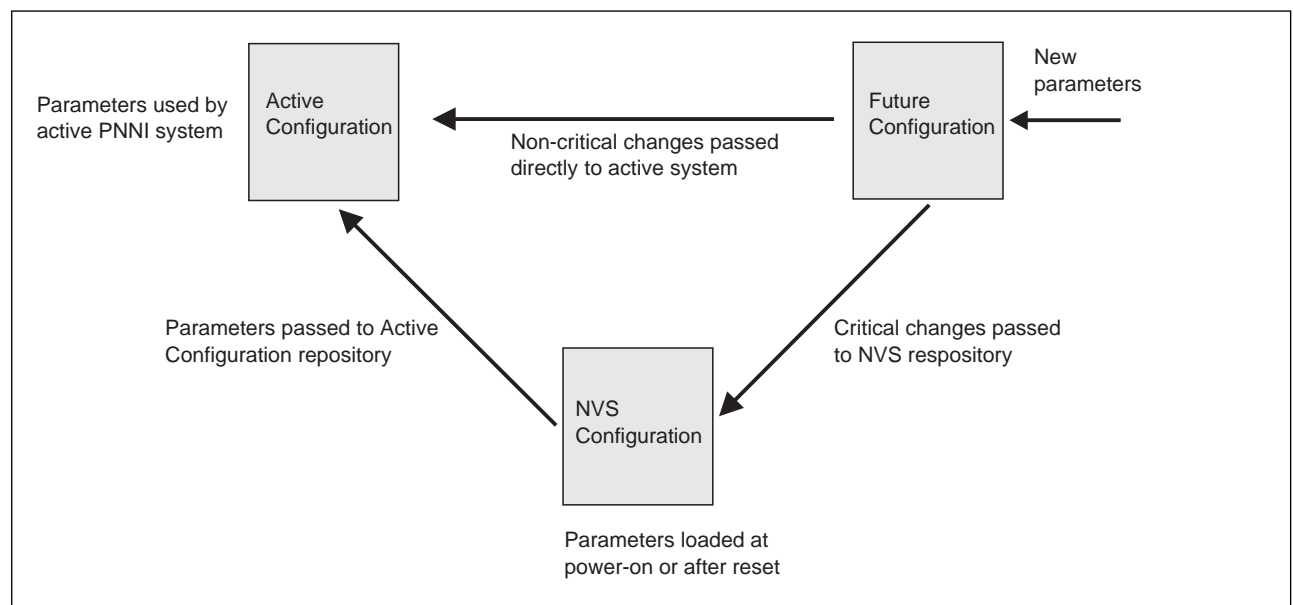 New
parameters
Parameters used by
active PNNI system
Active
Configuration
Future
Configuration
Non-critical changes passed
directly to active system
Parameters passed to Active
Configuration repository
Critical changes passed
to NVS respository
NVS
Configuration
Parameters loaded at
power-on or after reset